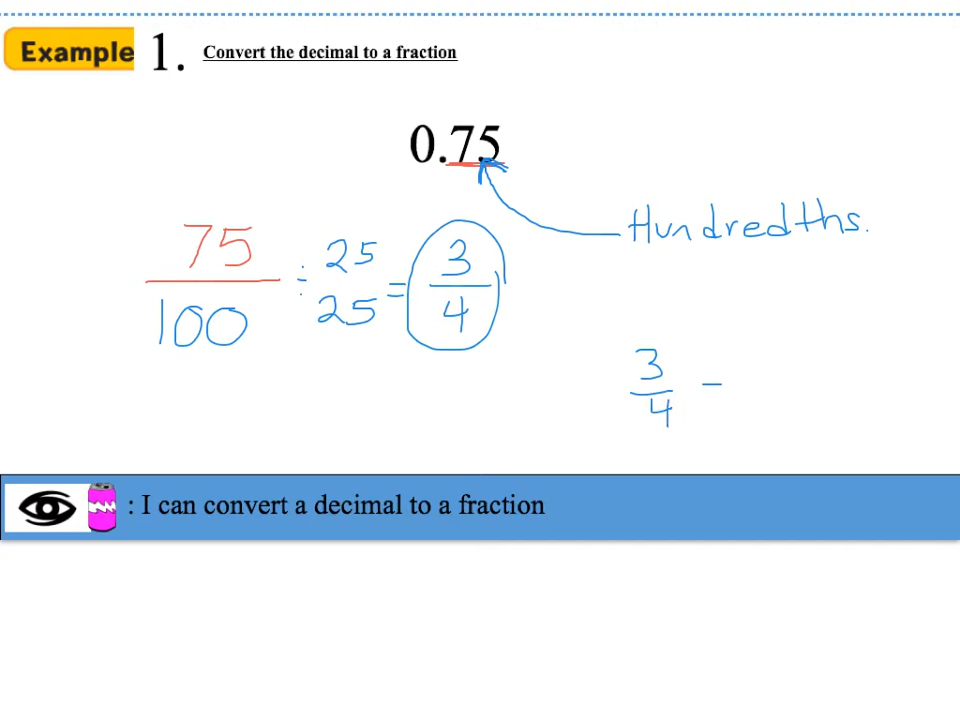 Example 1. Convert the decimal to a fraction
0.75
Hundredths.
75/100 ÷ 25/25 = 3/4
3/4 =
: I can convert a decimal to a fraction